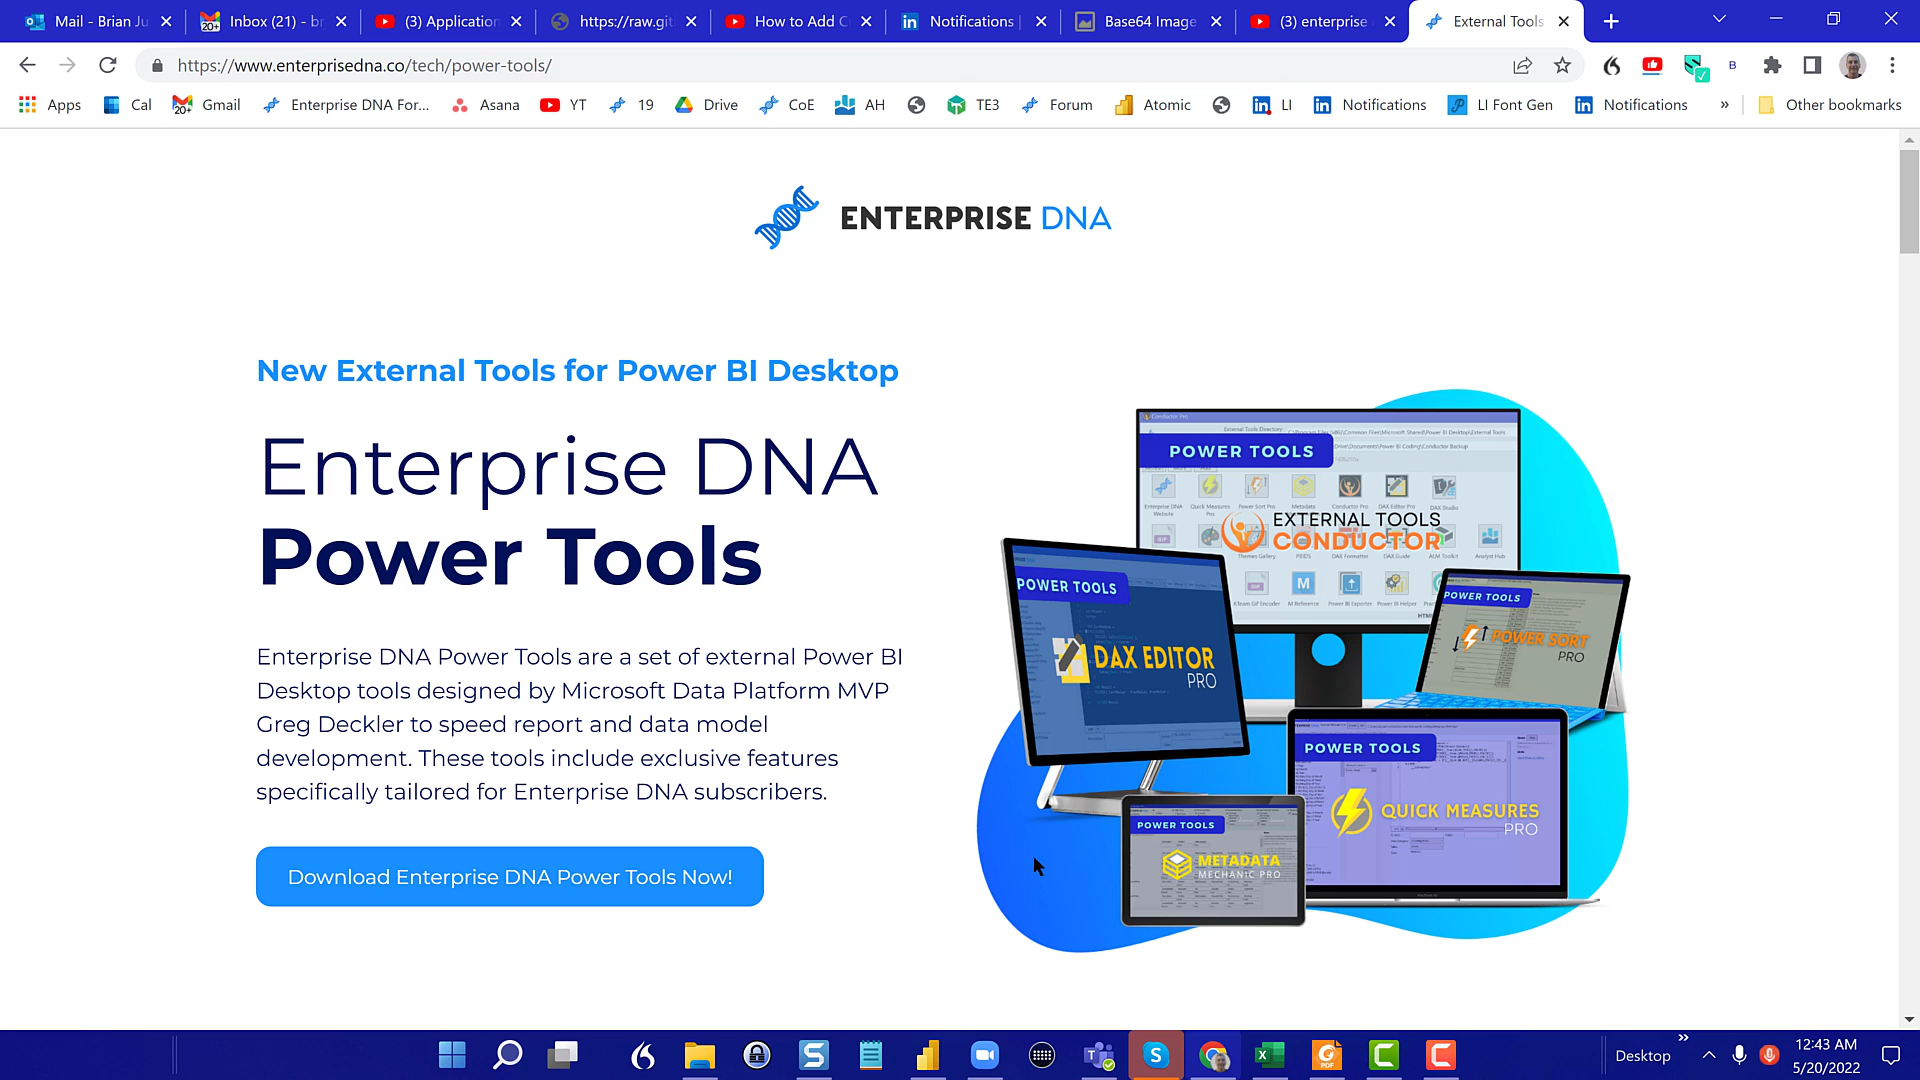 Mail - Brian Ju
Inbox (21) - b
(3) Application
https://raw.git
How to Add C
Notifications |
Base64 Image
(3) enterprise
External Tools
https://www.enterprisedna.co/tech/power-tools/
Apps
Cal
Gmail
Enterprise DNA For...
Asana
YT
19
Drive
CoE
AH
TE3
Forum
Atomic
LI
Notifications
LI Font Gen
Notifications
»
Other bookmarks
ENTERPRISE DNA
New External Tools for Power BI Desktop
Enterprise DNA
Power Tools
Enterprise DNA Power Tools are a set of external Power BI
Desktop tools designed by Microsoft Data Platform MVP
Greg Deckler to speed report and data model
development. These tools include exclusive features
specifically tailored for Enterprise DNA subscribers.
Download Enterprise DNA Power Tools Now!
POWER TOOLS
EXTERNAL TOOLS
CONDUCTOR
POWER TOOLS
DAX EDITOR
PRO
POWER TOOLS
POWER SORT
PRO
POWER TOOLS
QUICK MEASURES
PRO
POWER TOOLS
METADATA
MECHANIC PRO
Desktop
12:43 AM
5/20/2022